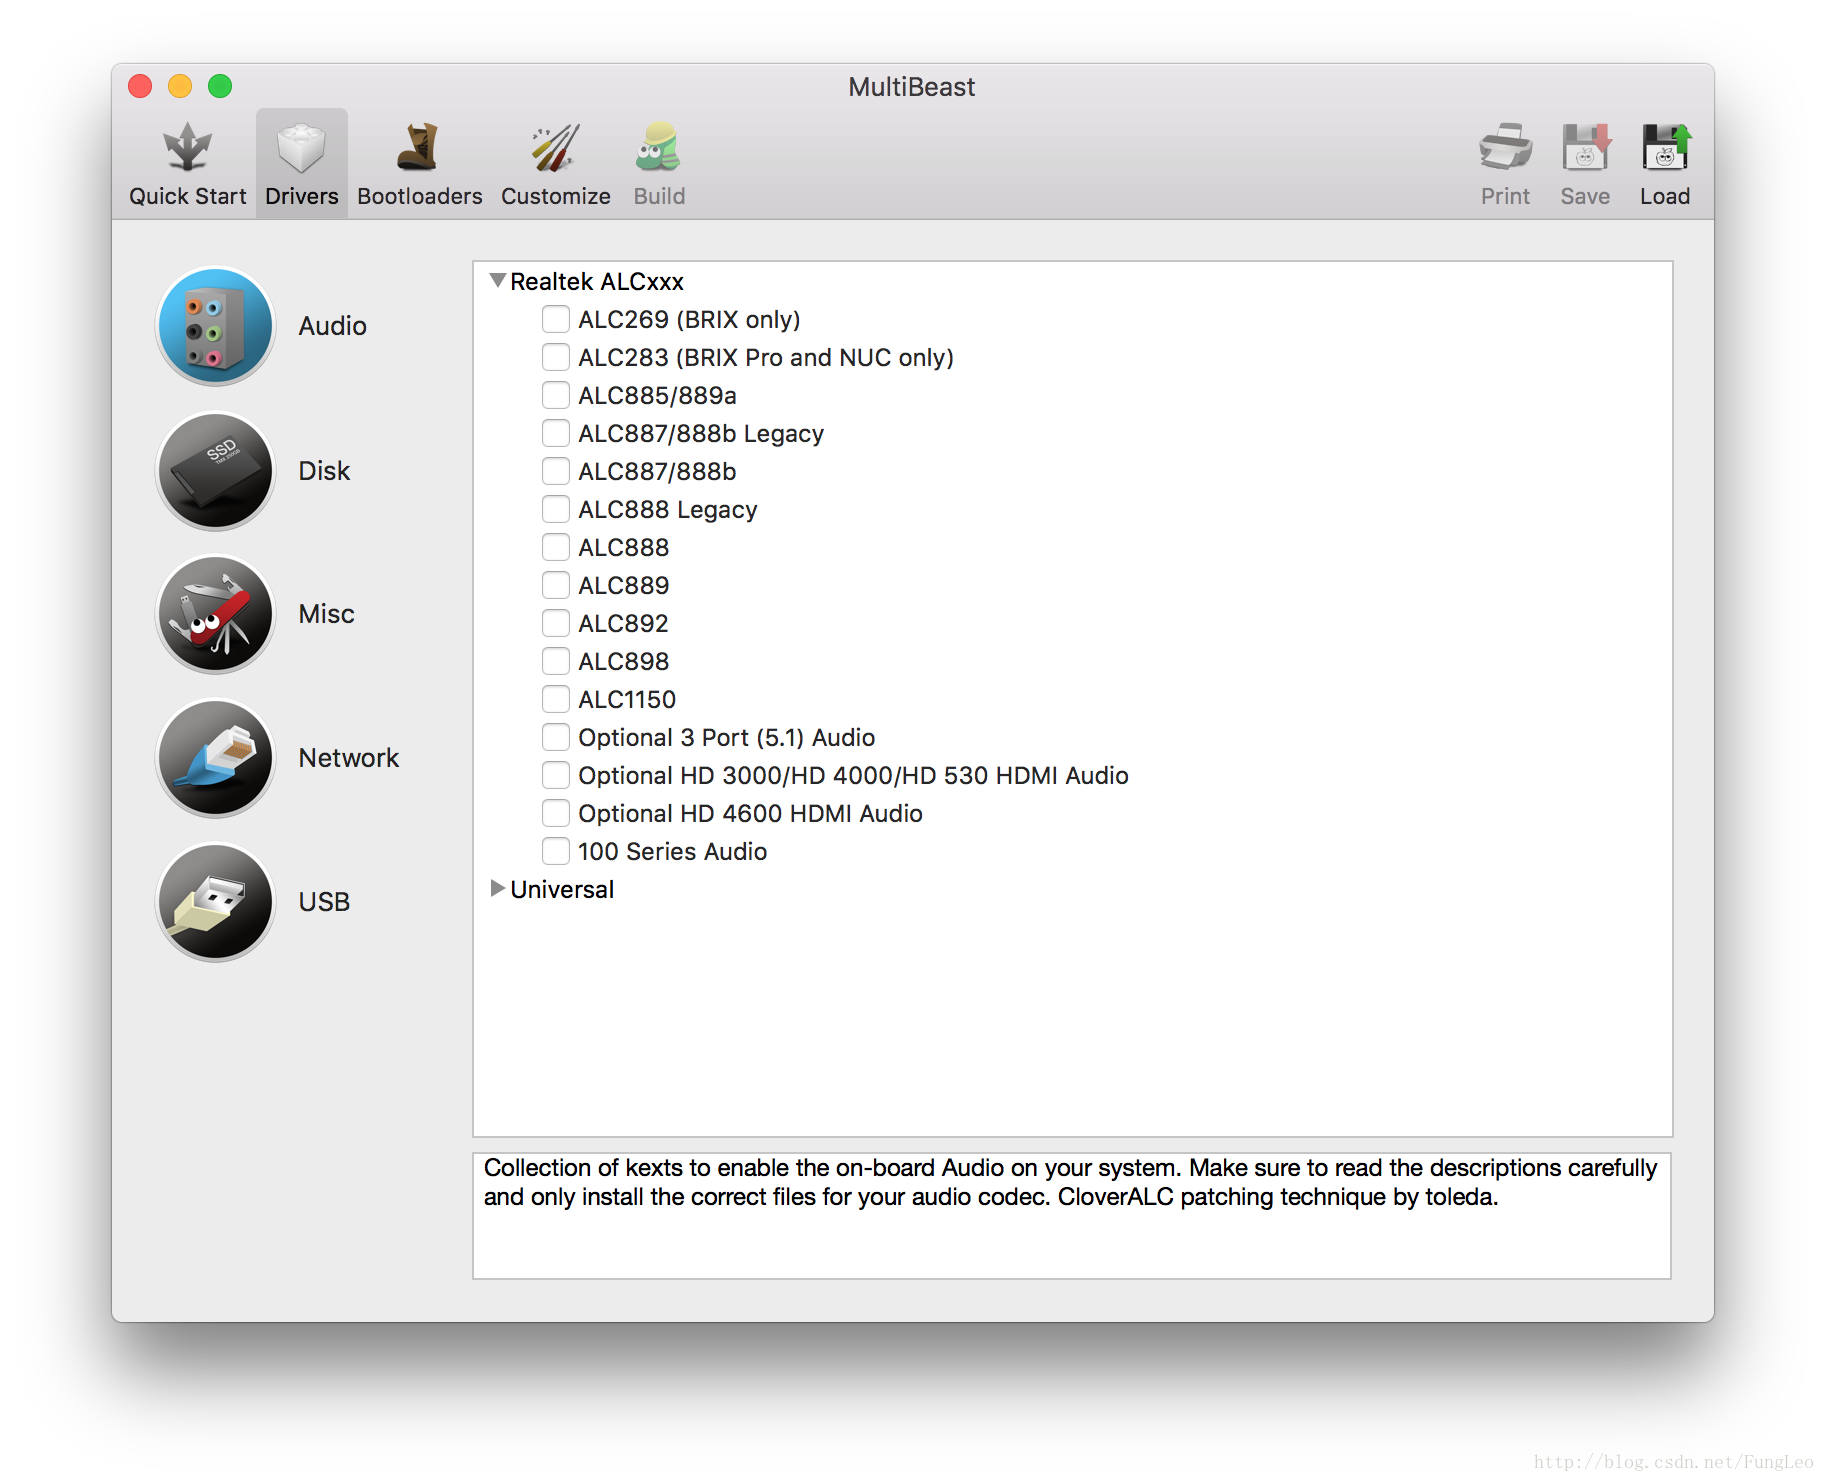 MultiBeast
Quick Start
Drivers
Bootloaders
Customize
Build
Print
Save
Load
Audio
Disk
Misc
Network
USB
SSD
Realtek ALCxxx
ALC269 (BRIX only)
ALC283 (BRIX Pro and NUC only)
ALC885/889a
ALC887/888b Legacy
ALC887/888b
ALC888 Legacy
ALC888
ALC889
ALC892
ALC898
ALC1150
Optional 3 Port (5.1) Audio
Optional HD 3000/HD 4000/HD 530 HDMI Audio
Optional HD 4600 HDMI Audio
100 Series Audio
Universal
Collection of kexts to enable the on-board Audio on your system. Make sure to read the descriptions carefully
and only install the correct files for your audio codec. CloverALC patching technique by toleda.
http://blog.csdn.net/FungLeo